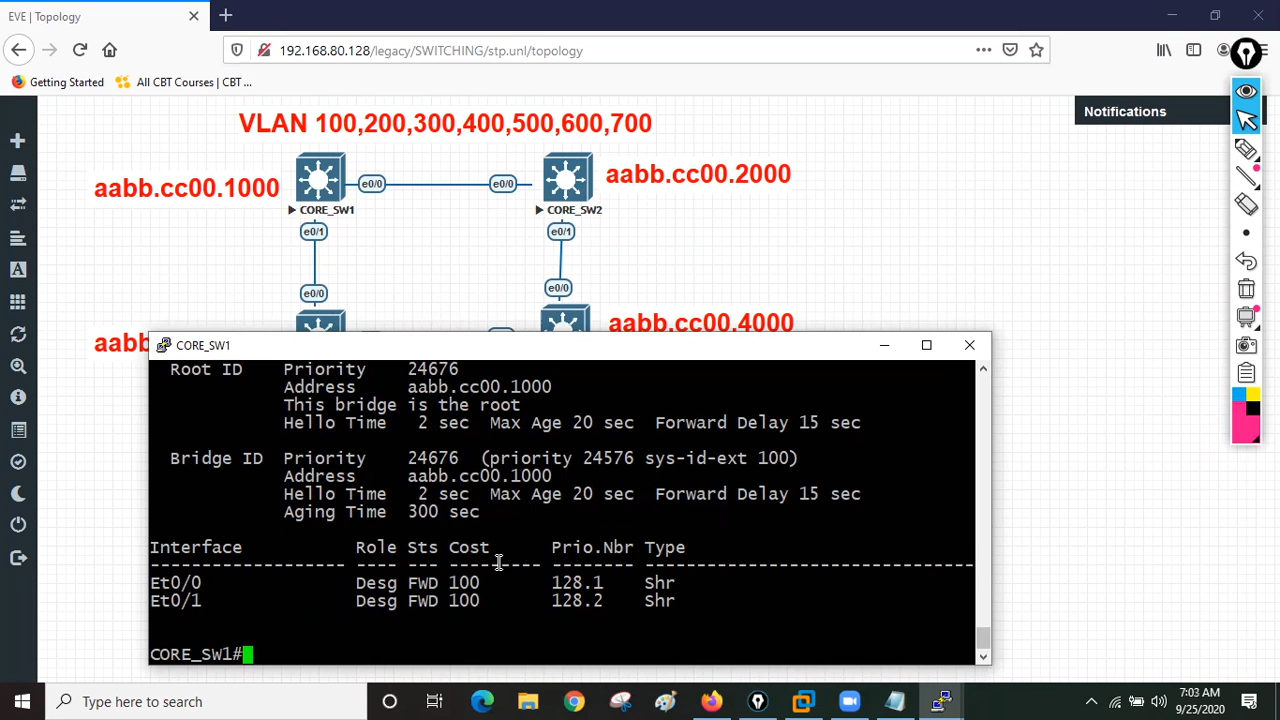 EVE | Topology
192.168.80.128/legacy/SWITCHING/stp.unl/topology
Getting Started
All CBT Courses | CBT ...
Notifications
VLAN 100,200,300,400,500,600,700
aabb.cc00.1000
e0/0
e0/0
aabb.cc00.2000
CORE_SW1
CORE_SW2
e0/1
e0/1
e0/0
e0/0
aabb.cc00.4000
aabb
CORE_SW1
Root ID Priority 24676
Address aabb.cc00.1000
This bridge is the root
Hello Time 2 sec Max Age 20 sec Forward Delay 15 sec
Bridge ID Priority 24676 (priority 24576 sys-id-ext 100)
Address aabb.cc00.1000
Hello Time 2 sec Max Age 20 sec Forward Delay 15 sec
Aging Time 300 sec
Interface Role Sts Cost Prio.Nbr Type
------------------- ---- --- --------- -------- --------------------------------
Et0/0 Desg FWD 100 128.1 Shr
Et0/1 Desg FWD 100 128.2 Shr
CORE_SW1#
Type here to search
7:03 AM
9/25/2020